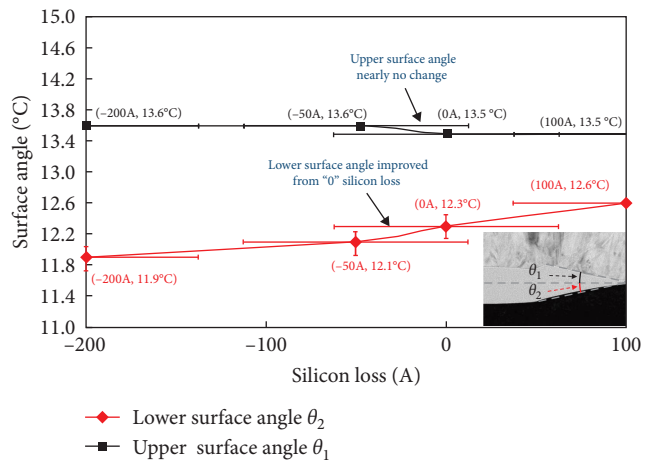 15.0
14.6
14.2
13.8
13.4
13.0
12.6
12.2
11.8
11.4
11.0
Surface angle (°C)
Upper surface angle
nearly no change
(−200A, 13.6°C)
(−50A, 13.6°C)
(0A, 13.5 °C)
(100A, 13.5 °C)
Lower surface angle improved
from “0” silicon loss
(100A, 12.6°C)
(0A, 12.3°C)
(−200A, 11.9°C)
(−50A, 12.1°C)
θ1
θ2
−200
−100
0
100
Silicon loss (A)
Lower surface angle θ2
Upper surface angle θ1